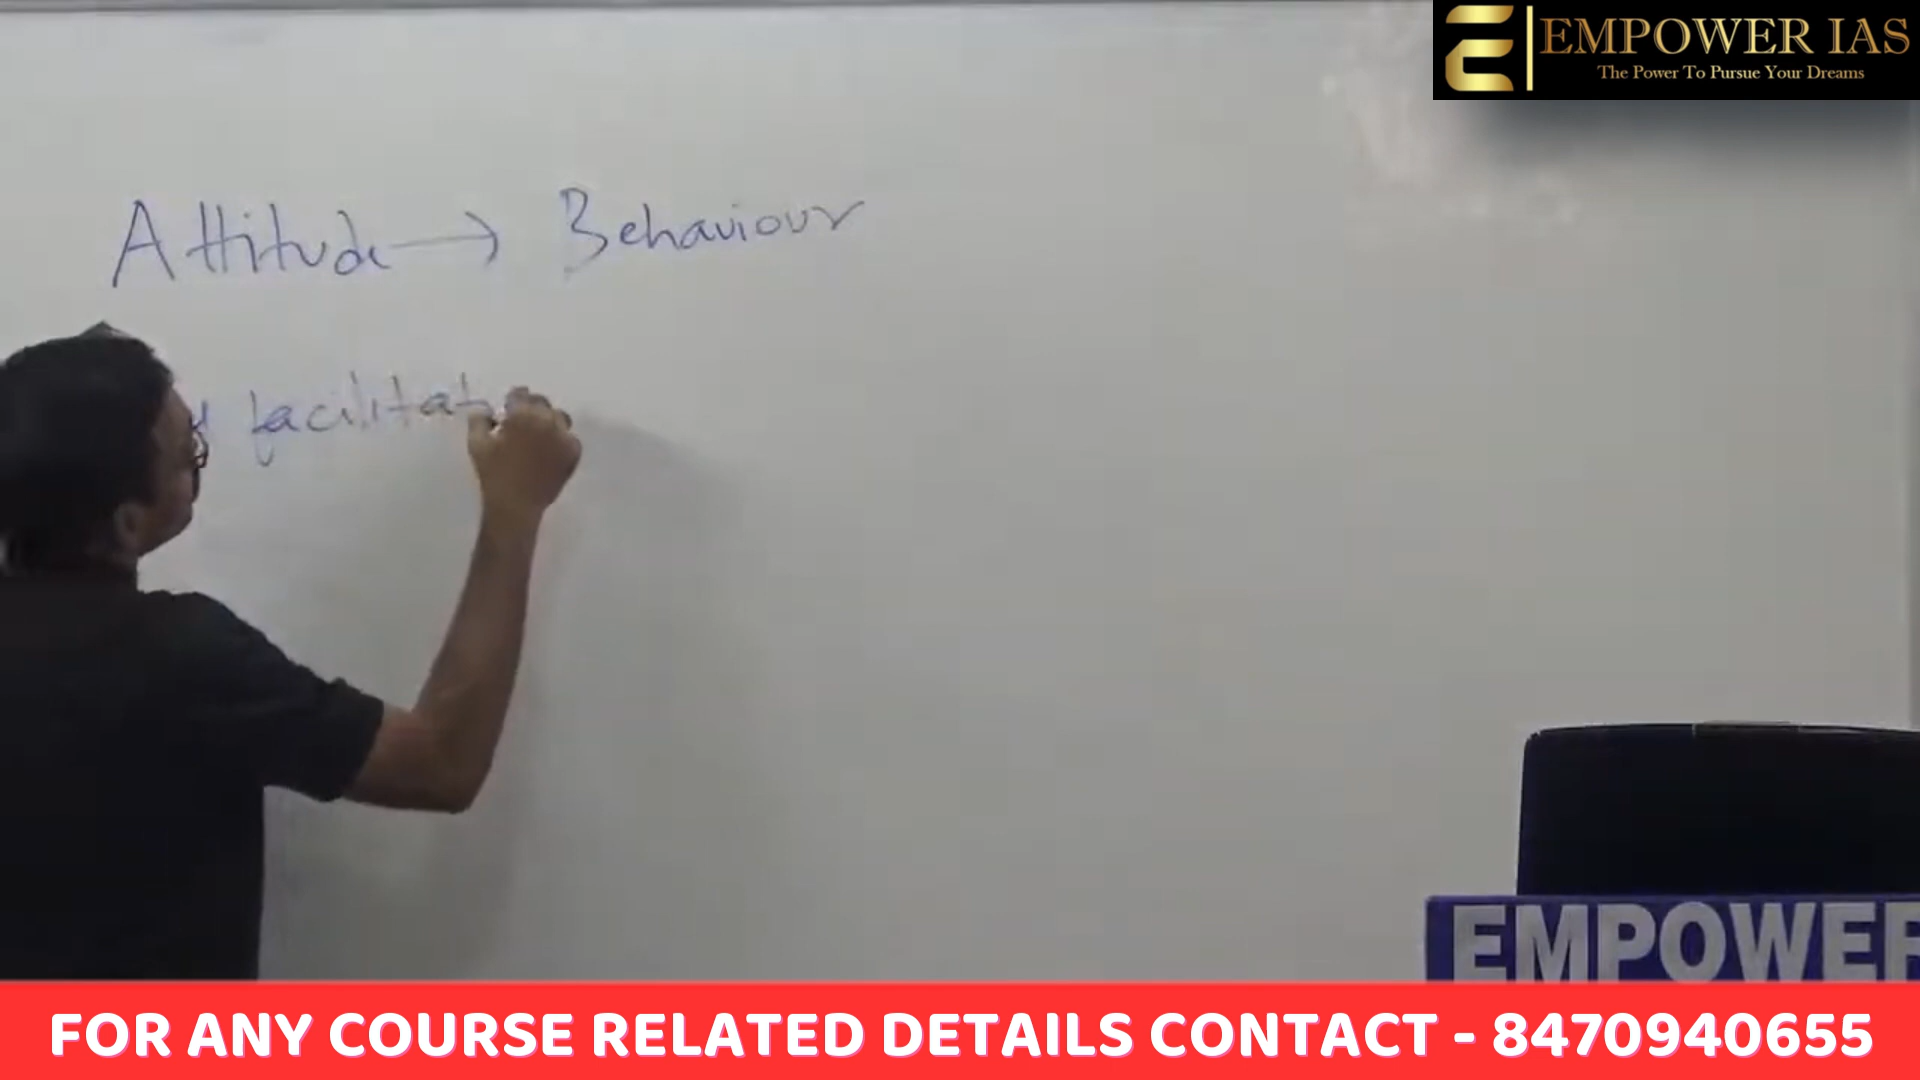 EMPOWER IAS
The Power To Pursue Your Dreams
Attitude → Behaviour
facilitat
EMPOWER
FOR ANY COURSE RELATED DETAILS CONTACT - 8470940655